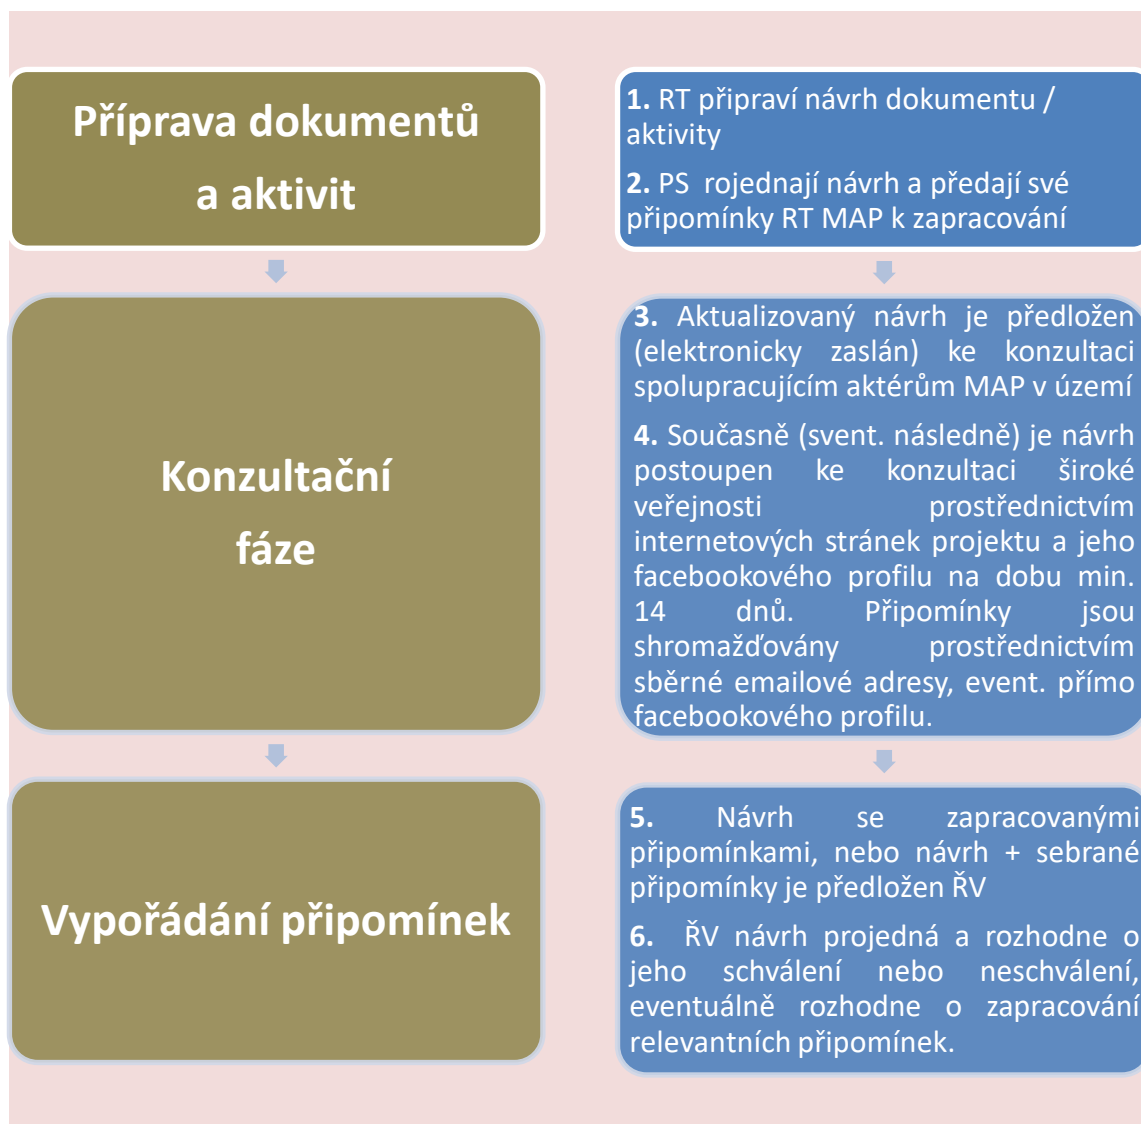 Příprava dokumentů
a aktivit
1. RT připraví návrh dokumentu /
aktivity
2. PS rojednají návrh a předají své
připomínky RT MAP k zapracování
Konzultační
fáze
3. Aktualizovaný návrh je předložen
(elektronicky zaslán) ke konzultaci
spolupracujícím aktérům MAP v území
4. Současně (svent. následně) je návrh
postoupen ke konzultaci široké
veřejnosti prostřednictvím
internetových stránek projektu a jeho
facebookového profilu na dobu min.
14 dnů. Připomínky jsou
shromažďovány prostřednictvím
sběrné emailové adresy, event. přímo
facebookového profilu.
Vypořádání připomínek
5. Návrh se zapracovanými
připomínkami, nebo návrh + sebrané
připomínky je předložen ŘV
6. ŘV návrh projedná a rozhodne o
jeho schválení nebo neschválení,
eventuálně rozhodne o zapracování
relevantních připomínek.